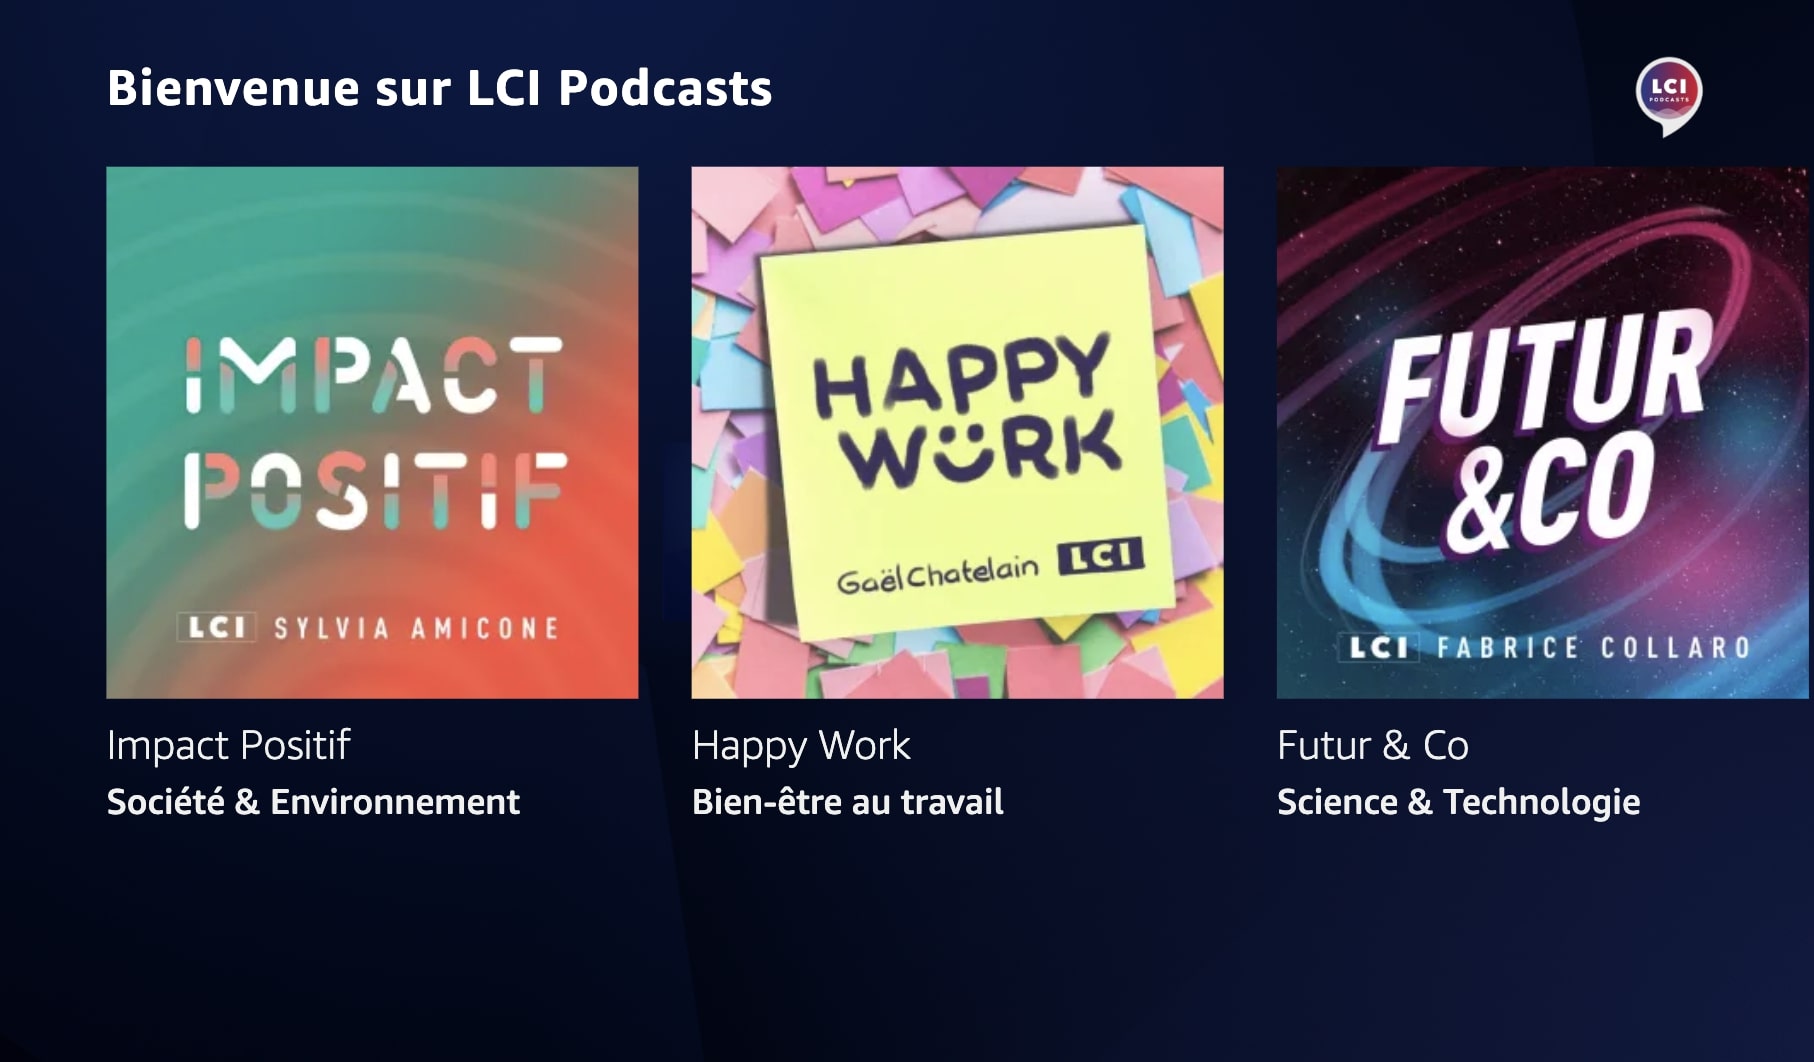 Bienvenue sur LCI Podcasts
LCI
PODCASTS
IMPACT
POSITIF
LCI SYLVIA AMICONE
HAPPY
WÜRK
Gaël Chatelain LCI
FUTUR
&CO
LCI FABRICE COLLARO
Impact Positif
Société & Environnement
Happy Work
Bien-être au travail
Futur & Co
Science & Technologie